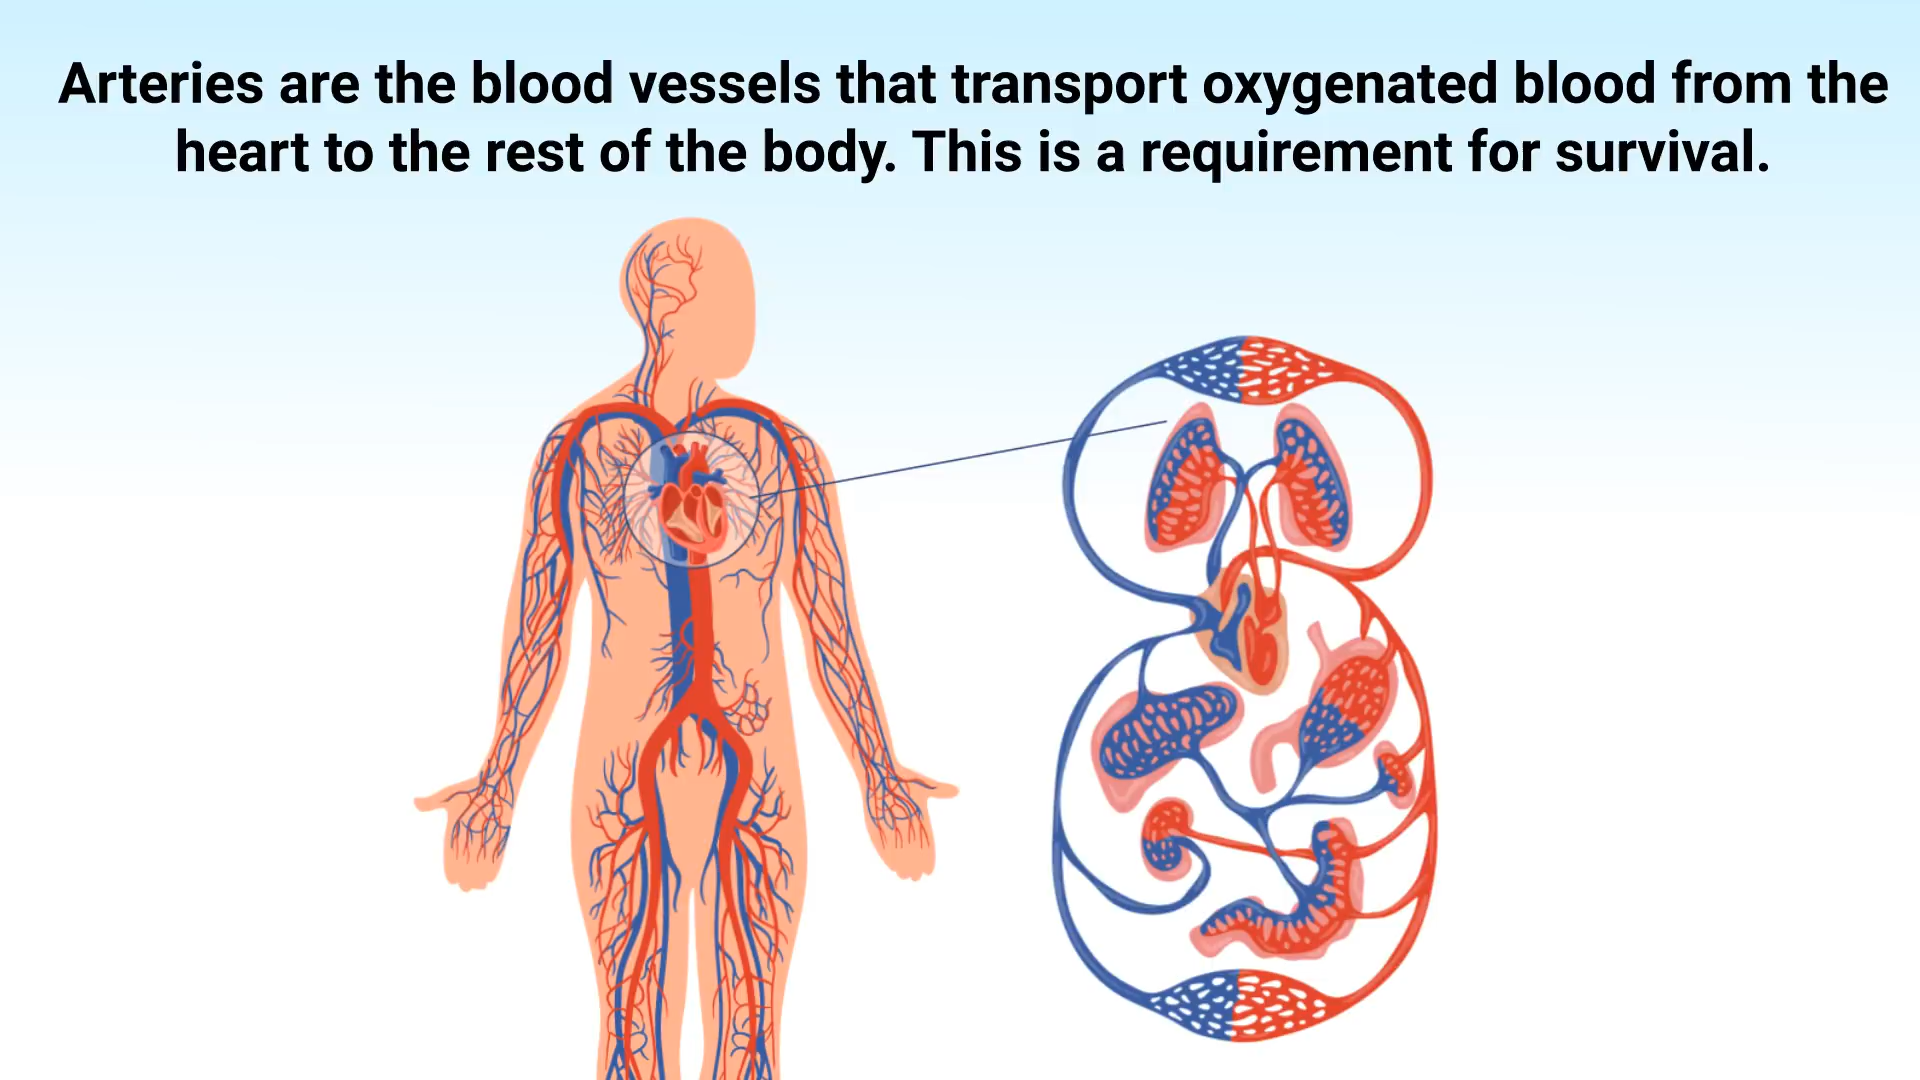 Arteries are the blood vessels that transport oxygenated blood from the
heart to the rest of the body. This is a requirement for survival.